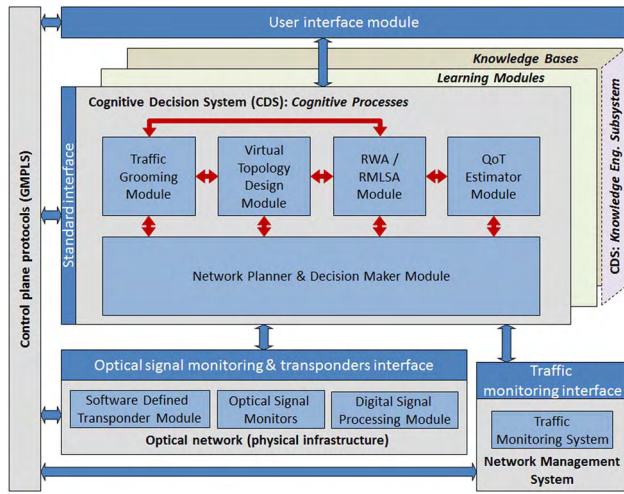 User interface module
Knowledge Bases
Learning Modules
Cognitive Decision System (CDS): Cognitive Processes
Traffic
Grooming
Module
Virtual
Topology
Design
Module
RWA /
RMLSA
Module
QoT
Estimator
Module
Network Planner & Decision Maker Module
Standard interface
Control plane protocols (GMPLS)
CDS: Knowledge Eng. Subsystem
Optical signal monitoring & transponders interface
Software Defined
Transponder Module
Optical Signal
Monitors
Digital Signal
Processing Module
Optical network (physical infrastructure)
Traffic
monitoring interface
Traffic
Monitoring System
Network Management
System